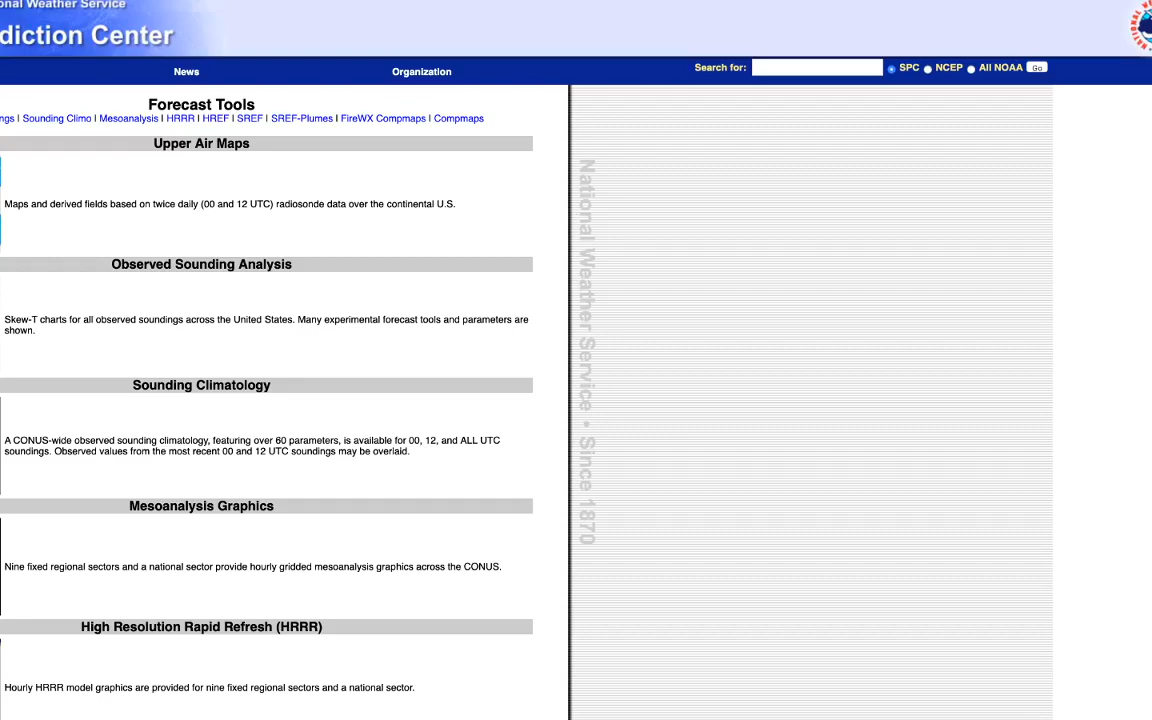 onal Weather Service
diction Center
News Organization Search for: SPC NCEP All NOAA Go
Forecast Tools
ngs | Sounding Climo | Mesoanalysis | HRRR | HREF | SREF | SREF-Plumes | FireWX Compmaps | Compmaps
Upper Air Maps
Maps and derived fields based on twice daily (00 and 12 UTC) radiosonde data over the continental U.S.
Observed Sounding Analysis
Skew-T charts for all observed soundings across the United States. Many experimental forecast tools and parameters are
shown.
Sounding Climatology
A CONUS-wide observed sounding climatology, featuring over 60 parameters, is available for 00, 12, and ALL UTC
soundings. Observed values from the most recent 00 and 12 UTC soundings may be overlaid.
Mesoanalysis Graphics
Nine fixed regional sectors and a national sector provide hourly gridded mesoanalysis graphics across the CONUS.
High Resolution Rapid Refresh (HRRR)
Hourly HRRR model graphics are provided for nine fixed regional sectors and a national sector.
National Weather Service • Since 1870